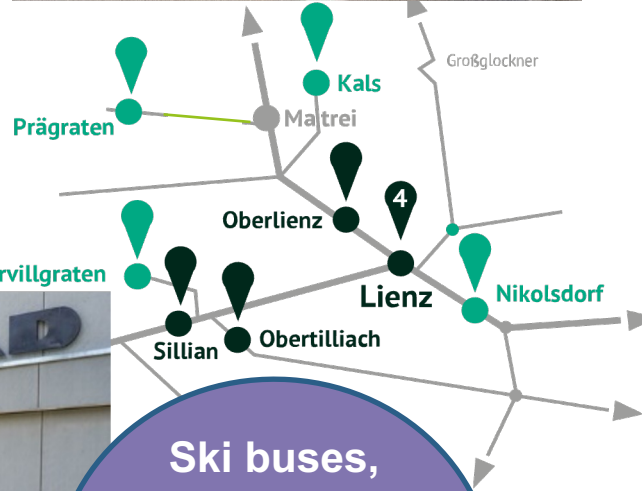 Großglockner
Kals
Matrei
Prägraten
4
Oberlienz
rvillgraten
Lienz
Nikolsdorf
Sillian
Obertilliach
Ski buses,